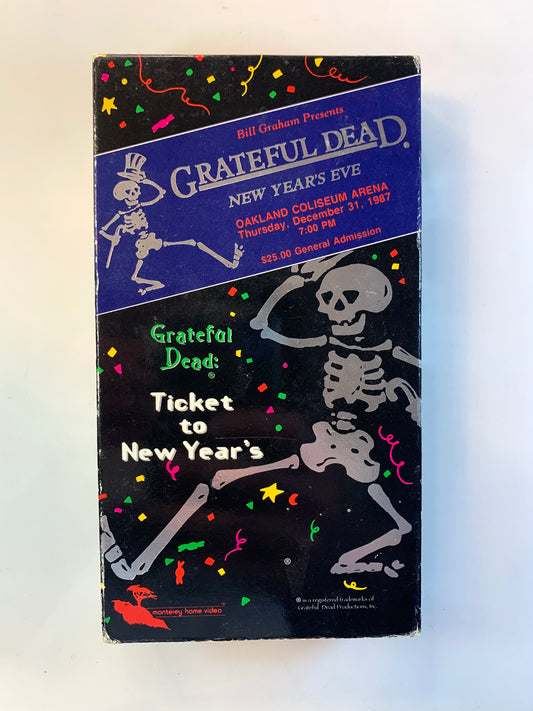 Bill Graham Presents
GRATEFUL DEAD®
NEW YEAR'S EVE
OAKLAND COLISEUM ARENA
Thursday, December 31, 1987
7:00 PM
$25.00 General Admission
Grateful
Dead:
®
Ticket
to
New Year's
®
monterey home video™
® is a registered trademarks of
Grateful Dead Productions, Inc.